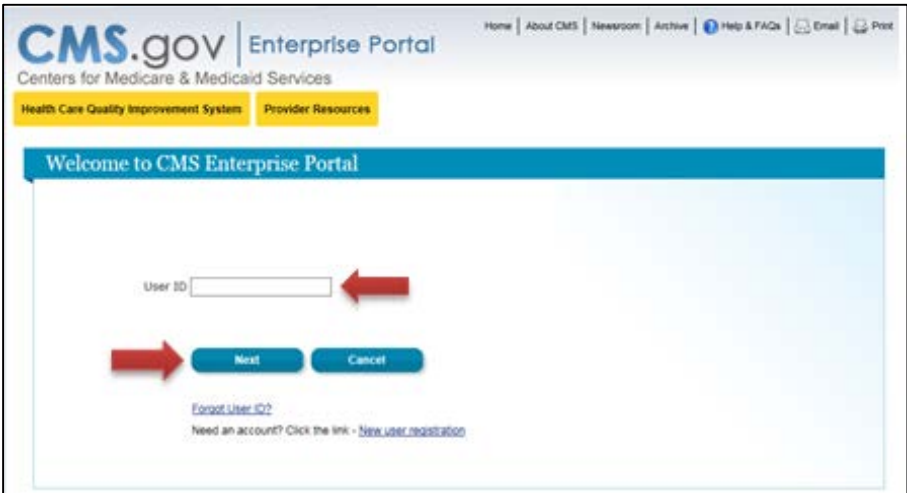 Home | About CMS | Newsroom | Archive | Help & FAQs | Email | Print
CMS.gov | Enterprise Portal
Centers for Medicare & Medicaid Services
Health Care Quality Improvement System Provider Resources
Welcome to CMS Enterprise Portal
User ID
Next Cancel
Forgot User ID?
Need an account? Click the link - New user registration